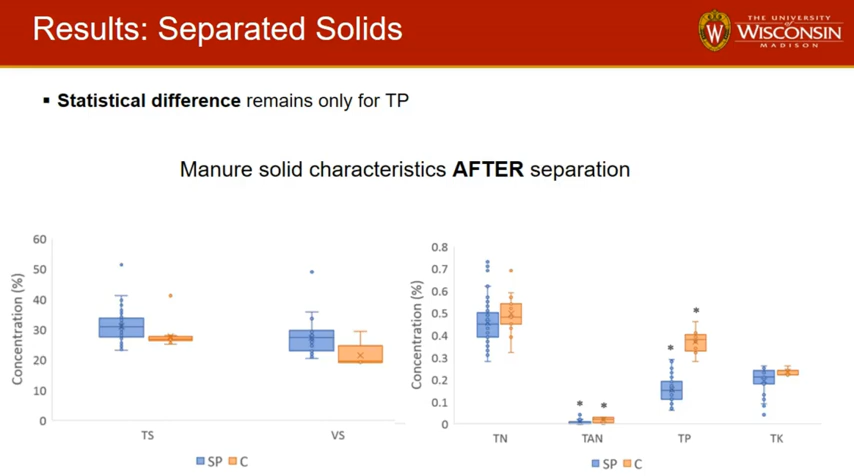 Results: Separated Solids
THE UNIVERSITY
of
WISCONSIN
MADISON
W
▪ Statistical difference remains only for TP
Manure solid characteristics AFTER separation
Concentration (%)
60
50
40
30
20
10
0
TS VS
SP C
Concentration (%)
0.8
0.7
0.6
0.5
0.4
0.3
0.2
0.1
0
* * * *
TN TAN TP TK
SP C